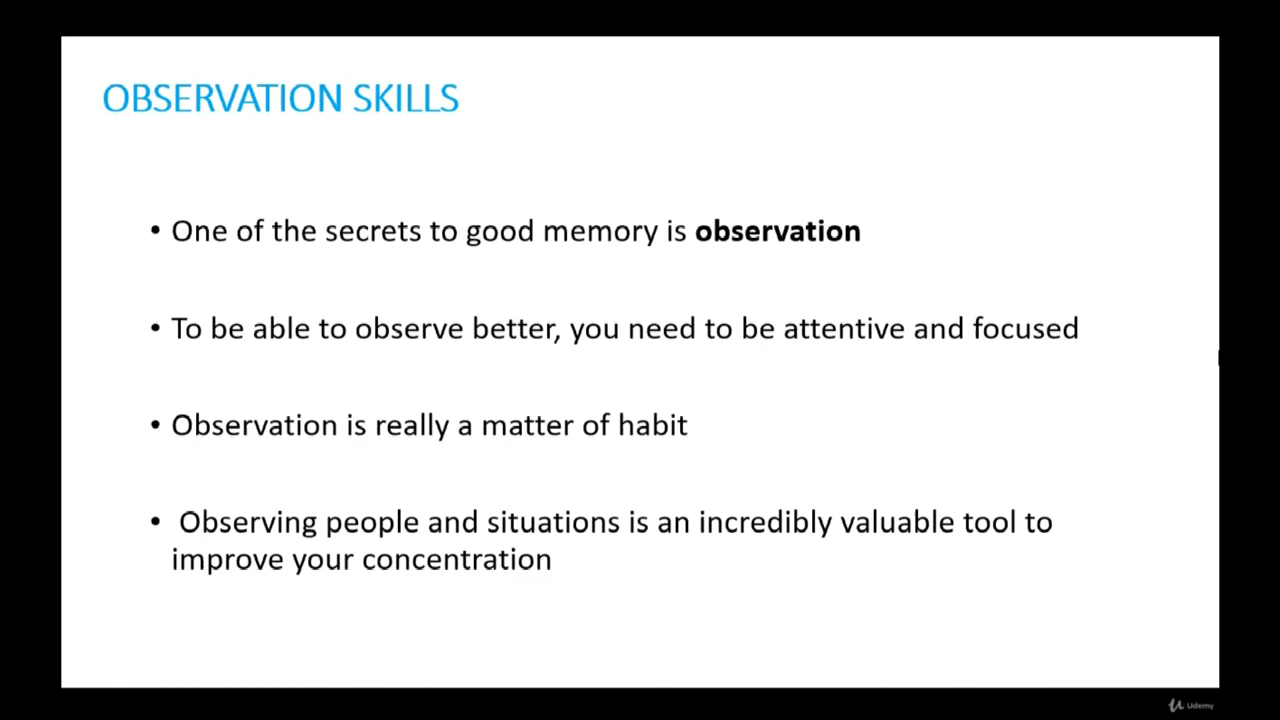 OBSERVATION SKILLS
• One of the secrets to good memory is observation
• To be able to observe better, you need to be attentive and focused
• Observation is really a matter of habit
• Observing people and situations is an incredibly valuable tool to
improve your concentration
Udemy